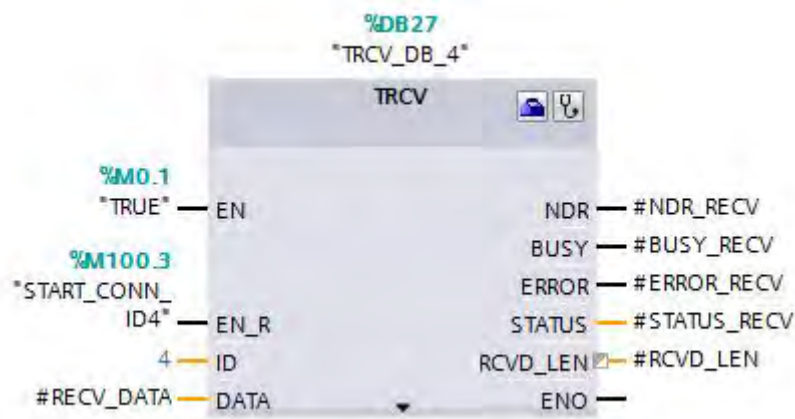 %DB27
"TRCV_DB_4"
TRCV
%M0.1
"TRUE" EN NDR #NDR_RECV
BUSY #BUSY_RECV
%M100.3
"START_CONN_
ID4" EN_R
ERROR #ERROR_RECV
STATUS #STATUS_RECV
4 ID RCVD_LEN #RCVD_LEN
#RECV_DATA DATA ENO